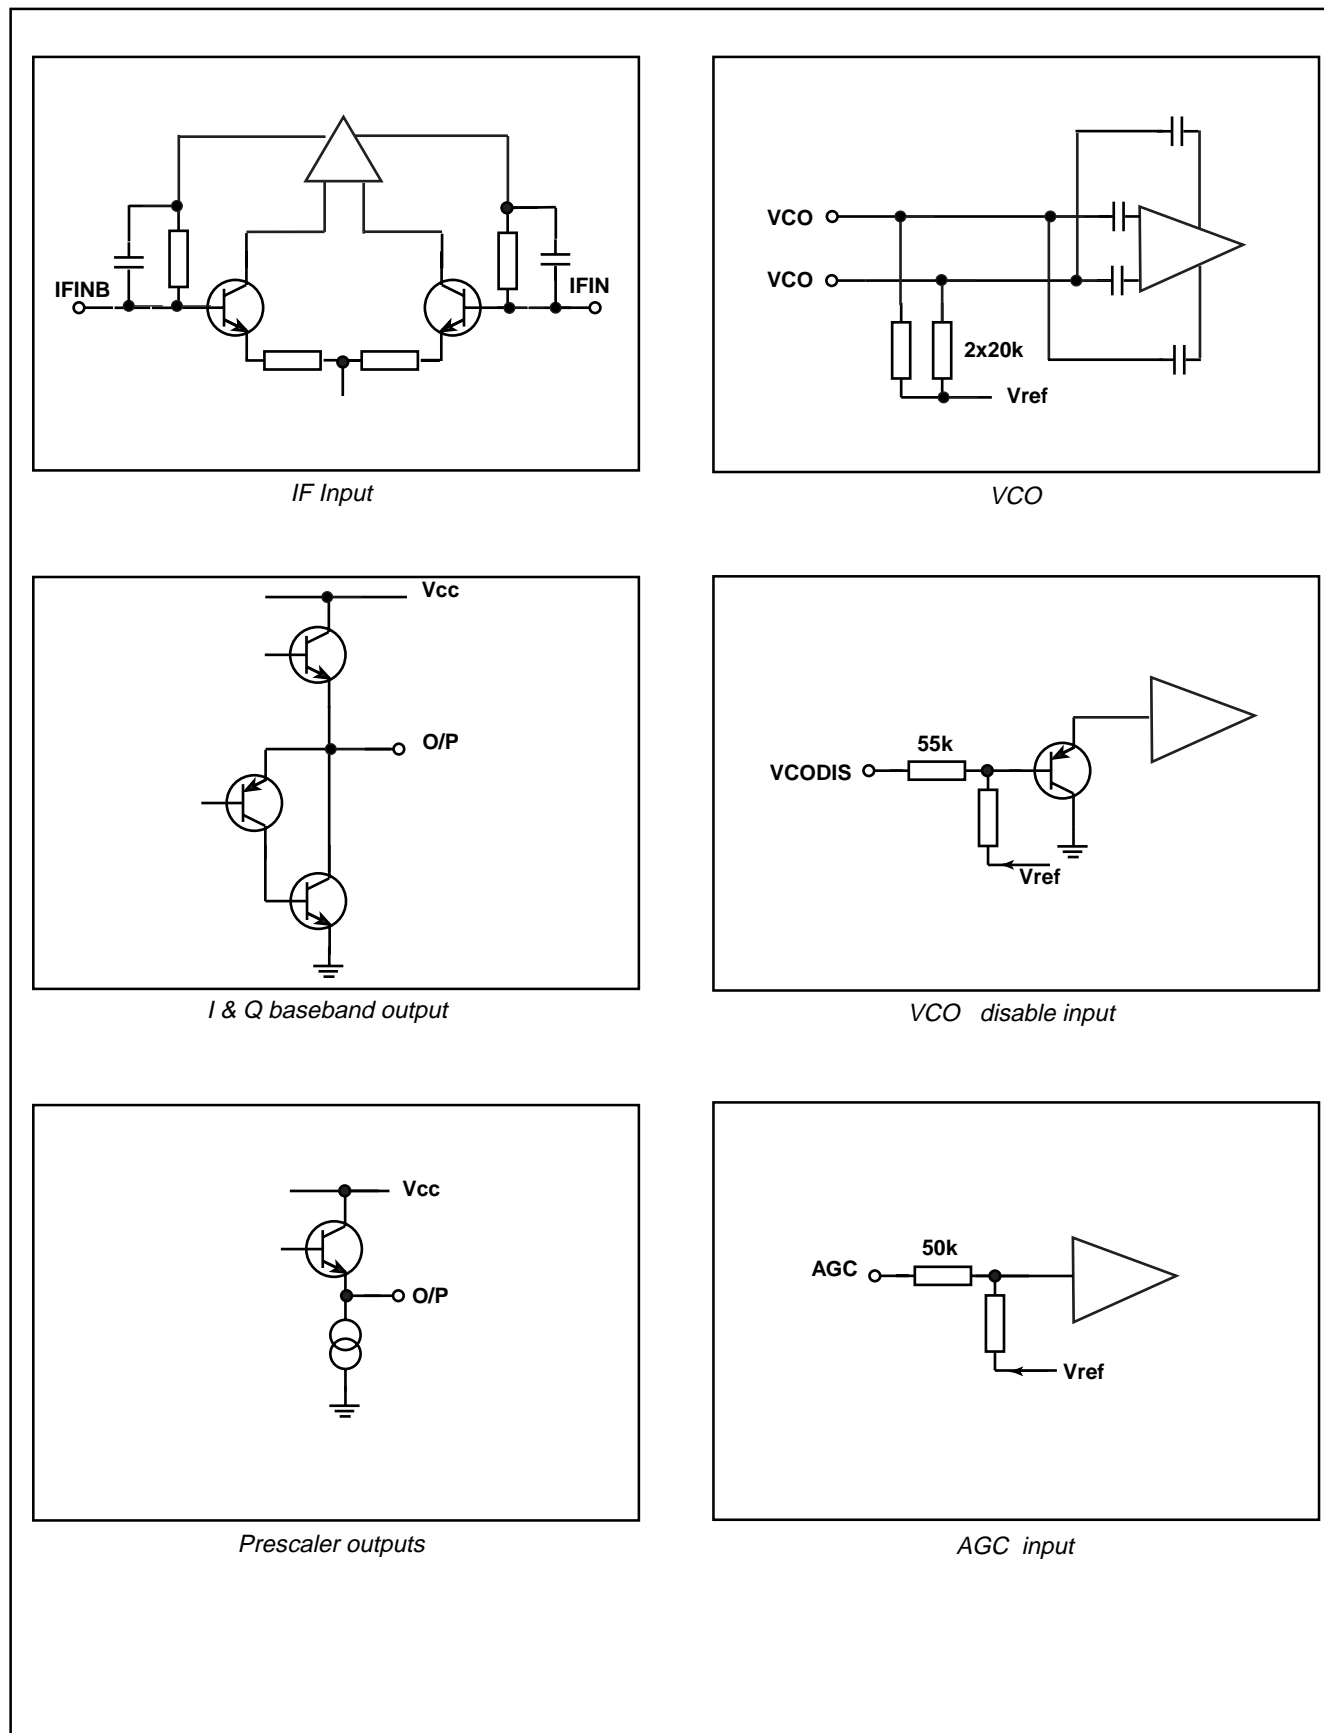 IFINB
IFIN
IF Input
VCO
VCO
2x20k
Vref
VCO
Vcc
O/P
I & Q baseband output
55k
VCODIS
Vref
VCO disable input
Vcc
O/P
Prescaler outputs
50k
AGC
Vref
AGC input